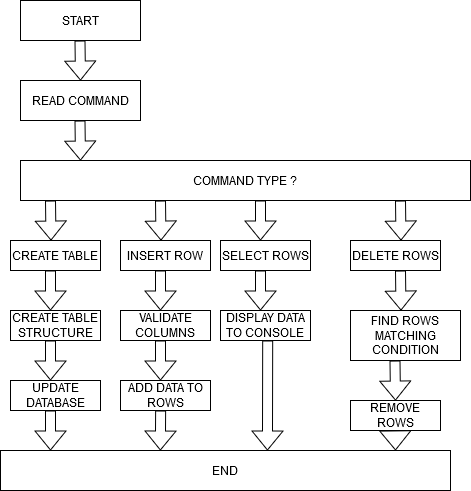 START
READ COMMAND
COMMAND TYPE ?
CREATE TABLE
INSERT ROW
SELECT ROWS
DELETE ROWS
CREATE TABLE
STRUCTURE
VALIDATE
COLUMNS
DISPLAY DATA
TO CONSOLE
FIND ROWS
MATCHING
CONDITION
UPDATE
DATABASE
ADD DATA TO
ROWS
REMOVE
ROWS
END